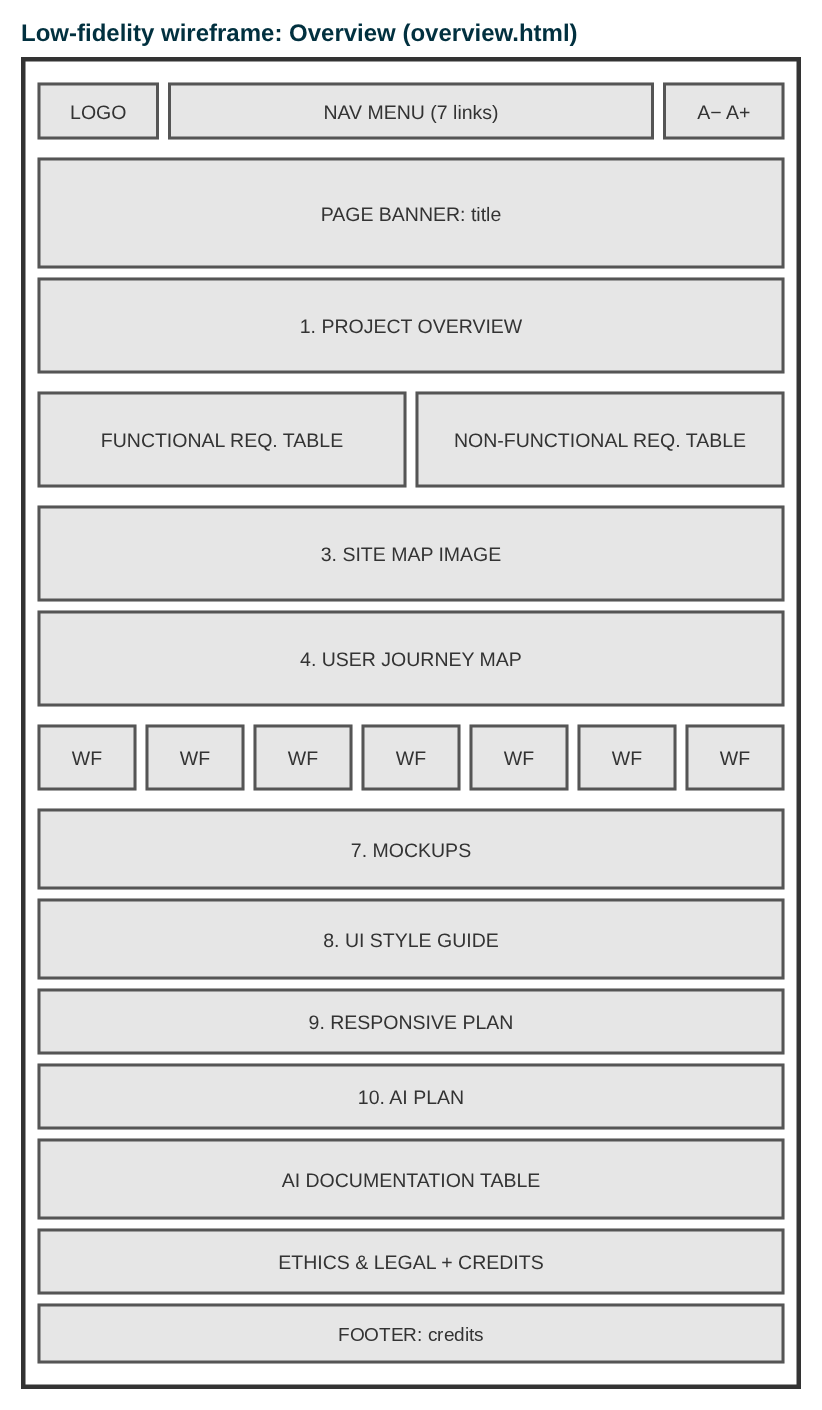 Low-fidelity wireframe: Overview (overview.html)
LOGO
NAV MENU (7 links)
A− A+
PAGE BANNER: title
1. PROJECT OVERVIEW
FUNCTIONAL REQ. TABLE
NON-FUNCTIONAL REQ. TABLE
3. SITE MAP IMAGE
4. USER JOURNEY MAP
WF
WF
WF
WF
WF
WF
WF
7. MOCKUPS
8. UI STYLE GUIDE
9. RESPONSIVE PLAN
10. AI PLAN
AI DOCUMENTATION TABLE
ETHICS & LEGAL + CREDITS
FOOTER: credits